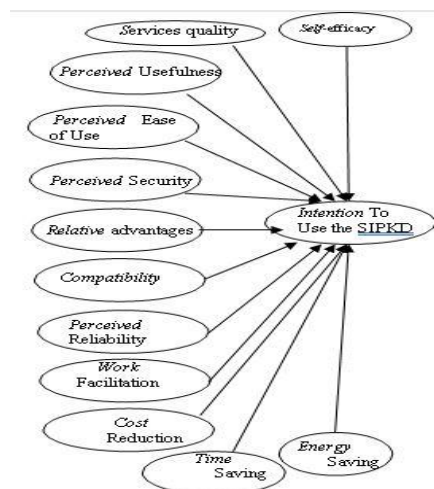 Services quality
Self-efficacy
Perceived Usefulness
Perceived Ease
of Use
Perceived Security
Intention To
Use the SIPKD
Relative advantages
Compatibility
Perceived
Reliability
Work
Facilitation
Cost
Reduction
Time
Saving
Energy
Saving